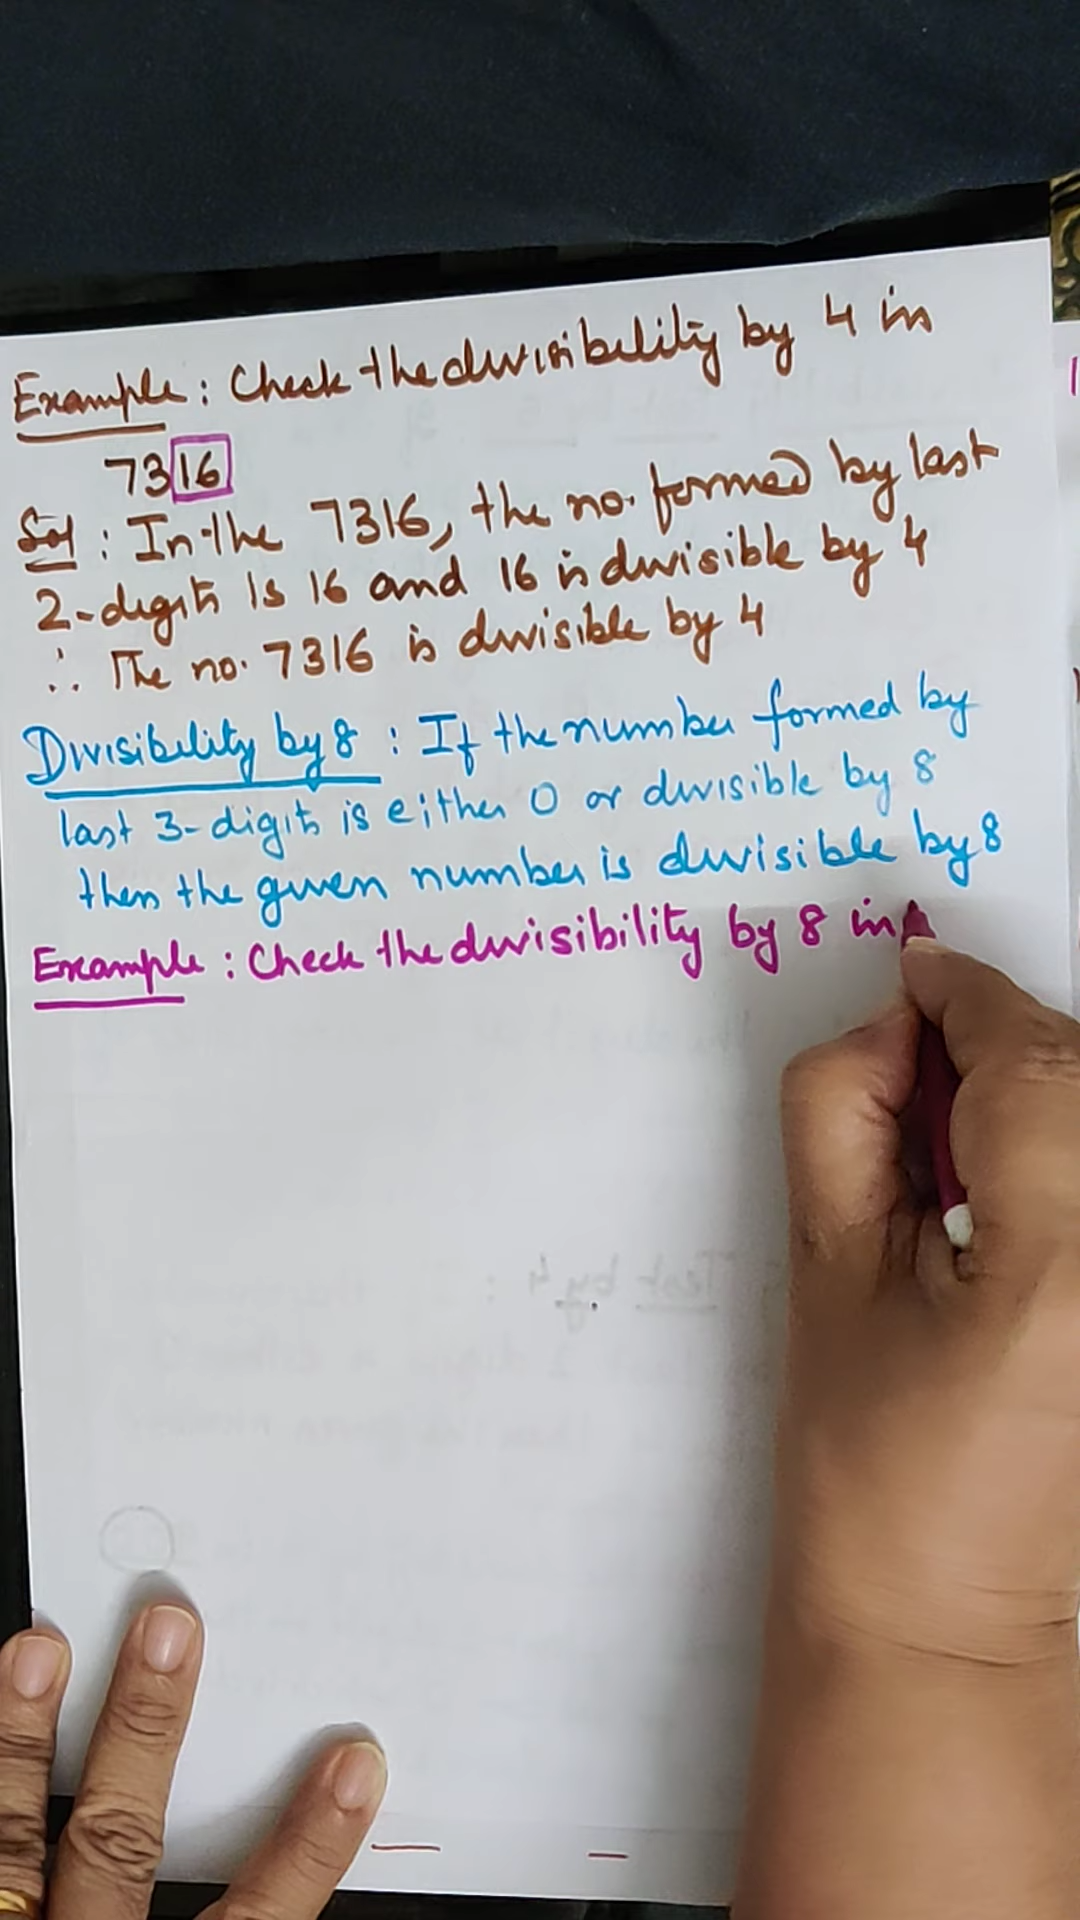 Example: Check the divisibility by 4 in
7316
Sol: In the 7316, the no. formed by last
2-digits is 16 and 16 is divisible by 4
∴ The no. 7316 is divisible by 4
Divisibility by 8: If the number formed by
last 3-digits is either 0 or divisible by 8
then the given number is divisible by 8
Example: Check the divisibility by 8 in